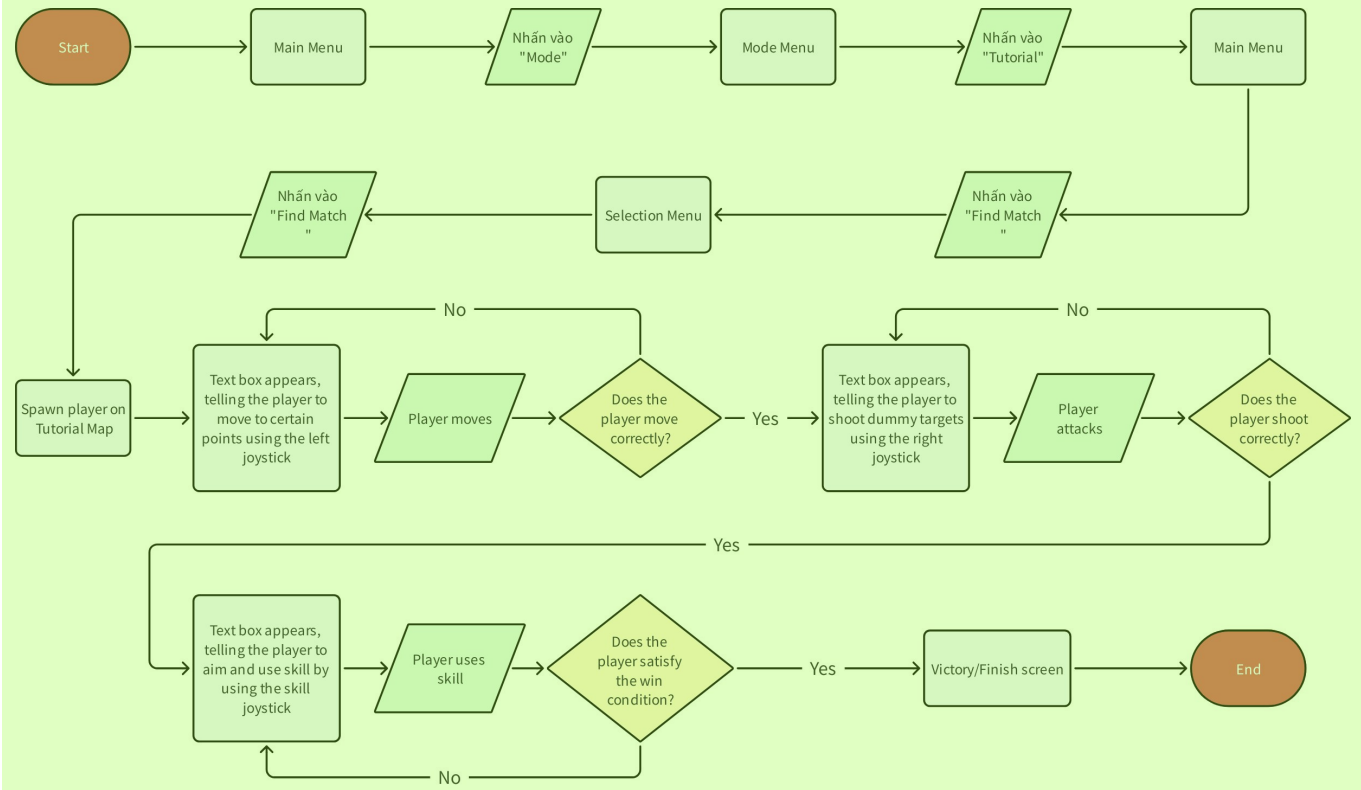 Start
Main Menu
Nhấn vào
"Mode"
Mode Menu
Nhấn vào
"Tutorial"
Main Menu
Nhấn vào
"Find Match
"
Selection Menu
Nhấn vào
"Find Match
"
No
No
Spawn player on
Tutorial Map
Text box appears,
telling the player to
move to certain
points using the left
joystick
Player moves
Does the
player move
correctly?
Yes
Text box appears,
telling the player to
shoot dummy targets
using the right
joystick
Player
attacks
Does the
player shoot
correctly?
Yes
Text box appears,
telling the player to
aim and use skill by
using the skill
joystick
Player uses
skill
Does the
player satisfy
the win
condition?
Yes
Victory/Finish screen
End
No